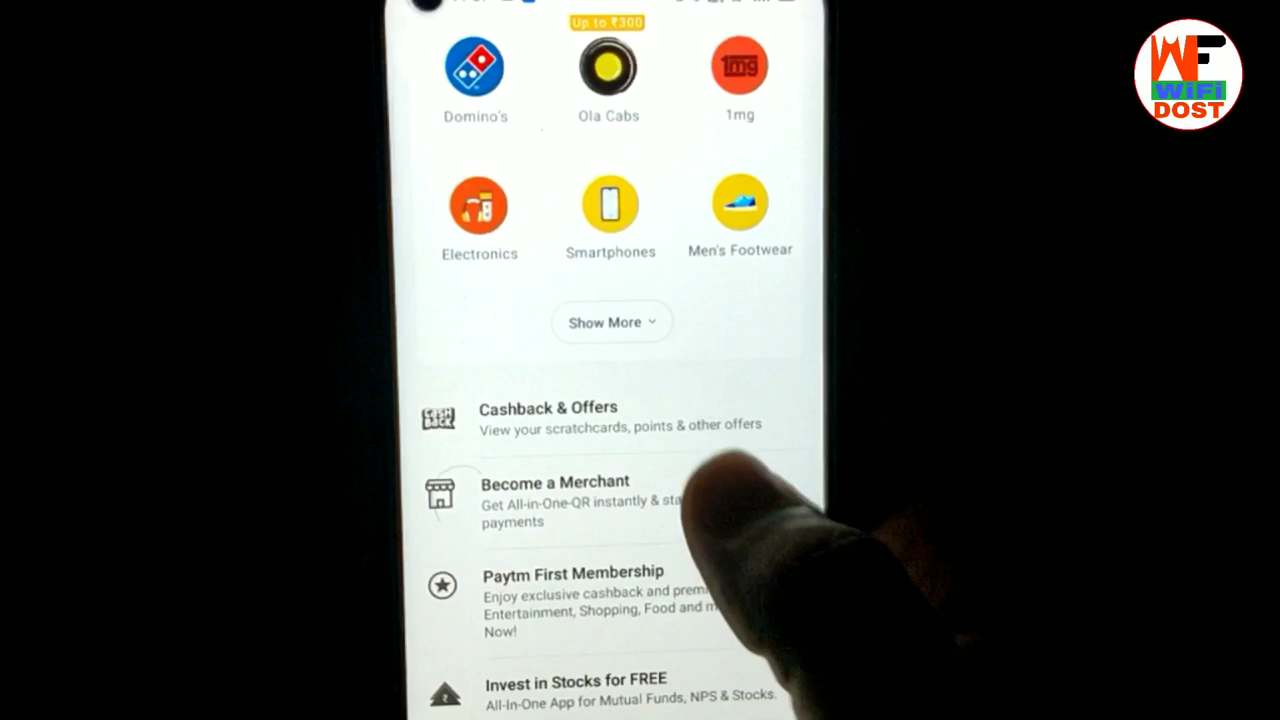 Up to ₹300
WF
WiFi
DOST
1mg
Domino's
Ola Cabs
1mg
Electronics
Smartphones
Men's Footwear
Show More
CASH
BACK
Cashback & Offers
View your scratchcards, points & other offers
Become a Merchant
Get All-in-One-QR instantly & sta
payments
Paytm First Membership
Enjoy exclusive cashback and prem
Entertainment, Shopping, Food and m
Now!
Invest in Stocks for FREE
All-In-One App for Mutual Funds, NPS & Stocks.